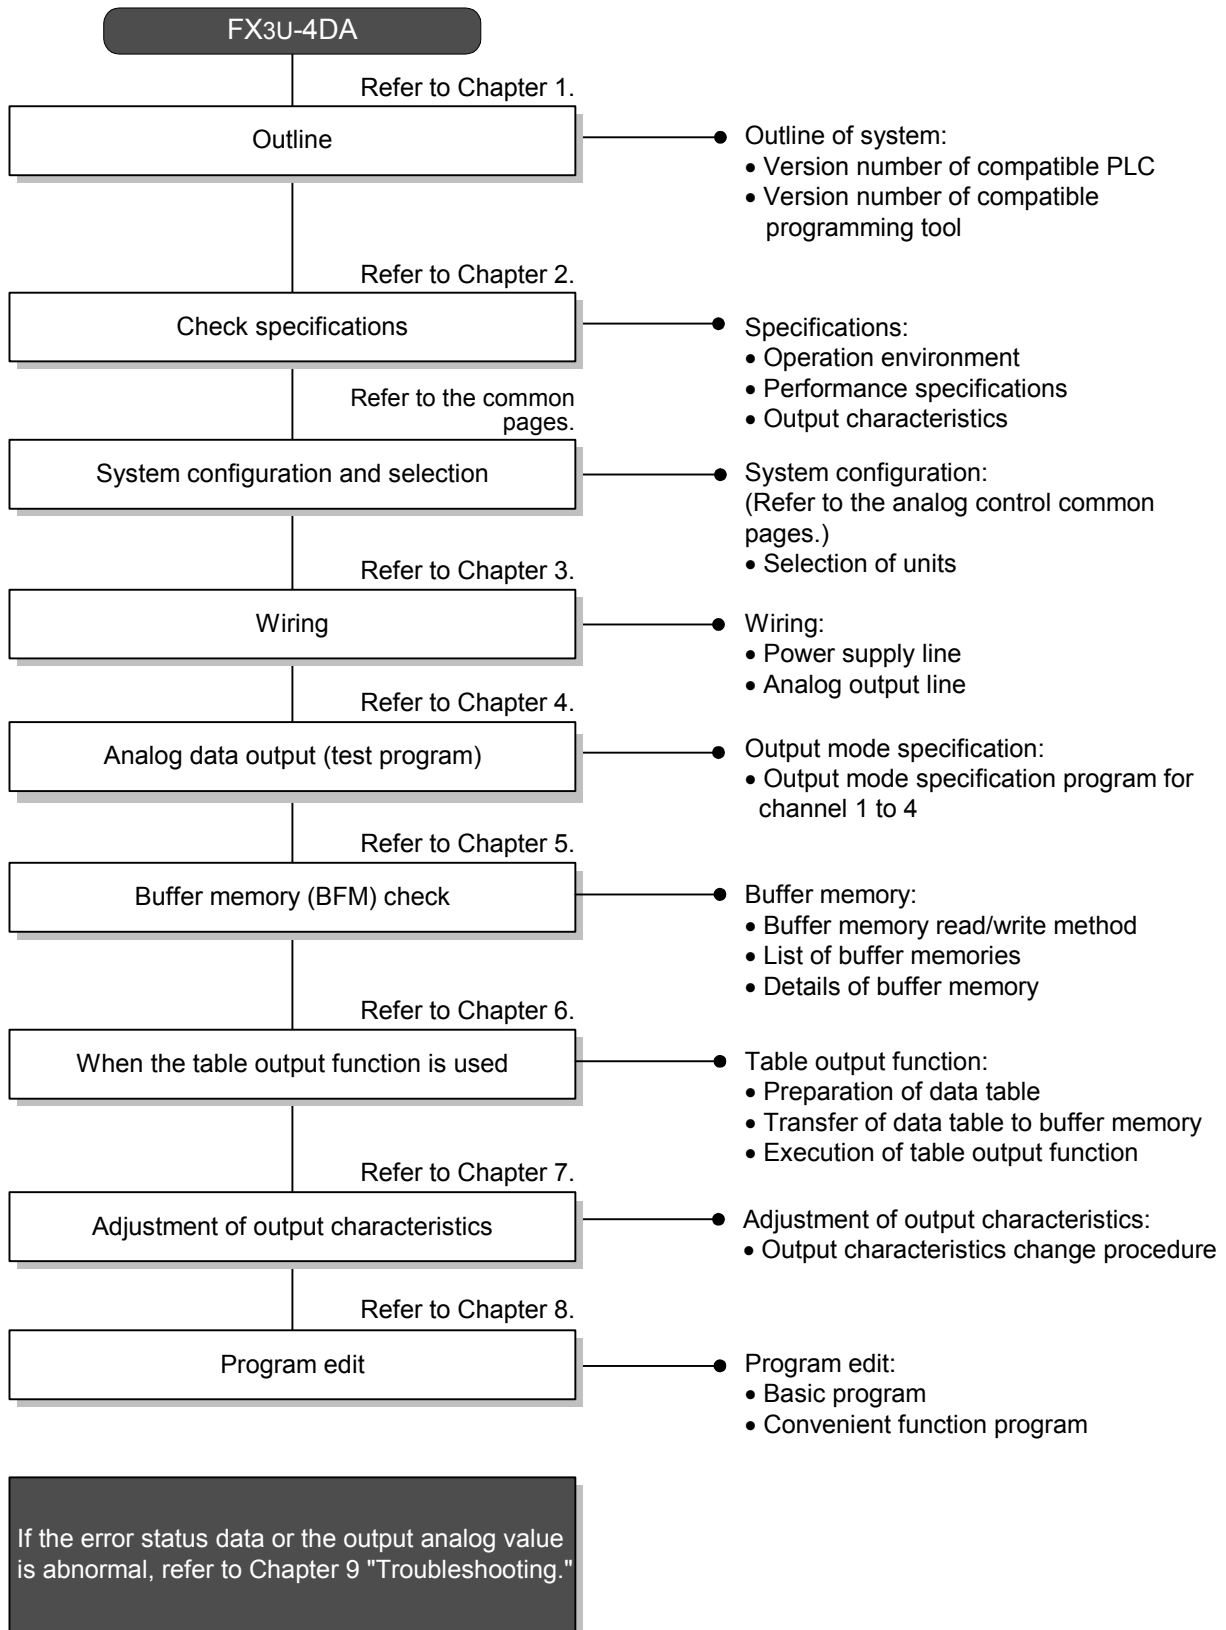 FX3U-4DA
Refer to Chapter 1.
Outline
Outline of system:
• Version number of compatible PLC
• Version number of compatible
programming tool
Refer to Chapter 2.
Check specifications
Specifications:
• Operation environment
• Performance specifications
• Output characteristics
Refer to the common
pages.
System configuration and selection
System configuration:
(Refer to the analog control common
pages.)
• Selection of units
Refer to Chapter 3.
Wiring
Wiring:
• Power supply line
• Analog output line
Refer to Chapter 4.
Analog data output (test program)
Output mode specification:
• Output mode specification program for
channel 1 to 4
Refer to Chapter 5.
Buffer memory (BFM) check
Buffer memory:
• Buffer memory read/write method
• List of buffer memories
• Details of buffer memory
Refer to Chapter 6.
When the table output function is used
Table output function:
• Preparation of data table
• Transfer of data table to buffer memory
• Execution of table output function
Refer to Chapter 7.
Adjustment of output characteristics
Adjustment of output characteristics:
• Output characteristics change procedure
Refer to Chapter 8.
Program edit
Program edit:
• Basic program
• Convenient function program
If the error status data or the output analog value
is abnormal, refer to Chapter 9 "Troubleshooting."